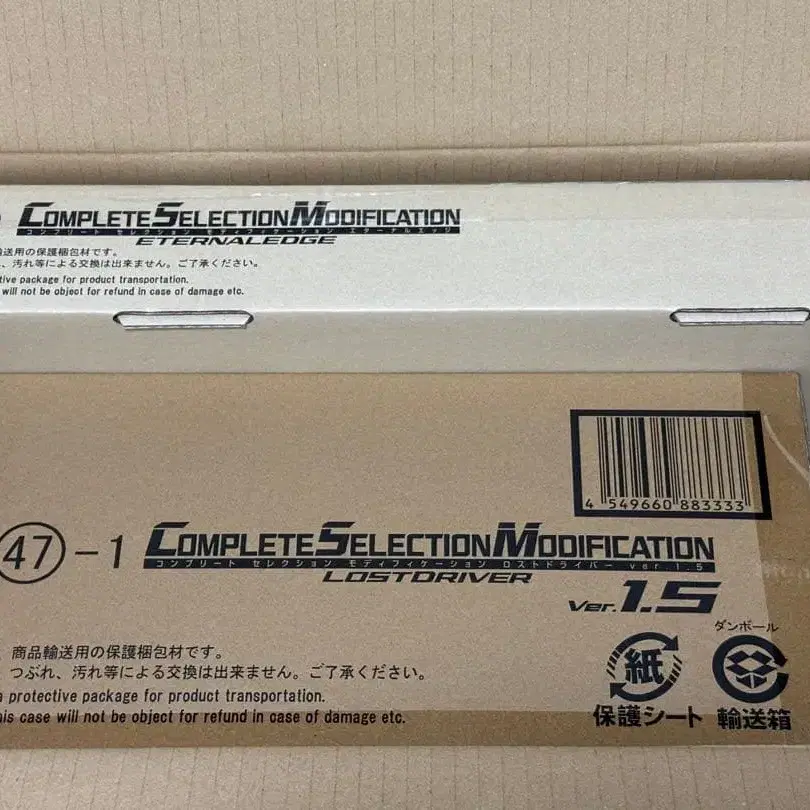 COMPLETE SELECTION MODIFICATION
コンプリート セレクション モディフィケーション エターナルエッジ
ETERNALEDGE
輸送用の保護梱包材です。
、汚れ等による交換は出来ません。ご了承ください。
tive package for product transportation.
will not be object for refund in case of damage etc.
4 549660 883333
47-1 COMPLETE SELECTION MODIFICATION
コンプリート セレクション モディフィケーション ロストドライバー ver.1.5
LOSTDRIVER
Ver.1.5
ダンボール
紙
、商品輸送用の保護梱包材です。
つぶれ、汚れ等による交換は出来ません。ご了承ください。
a protective package for product transportation.
his case will not be object for refund in case of damage etc.
保護シート 輸送箱